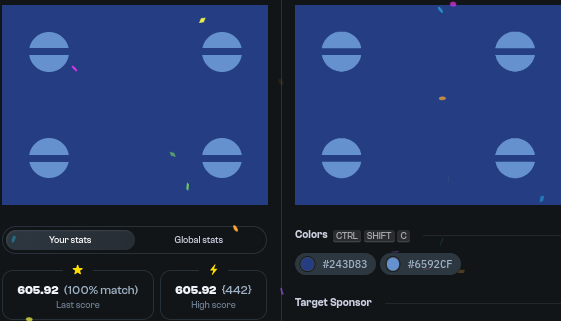 Your stats
Global stats
605.92 (100% match)
Last score
605.92 {442}
High score
Colors CTRL SHIFT C
#243D83
#6592CF
Target Sponsor